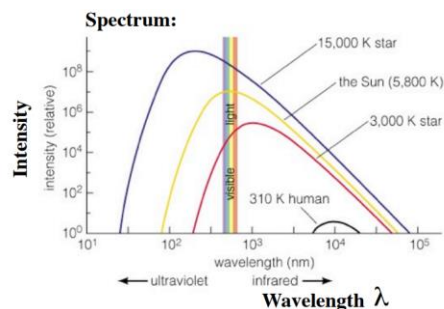 Spectrum:
15,000 K star
the Sun (5,800 K)
3,000 K star
310 K human
visible light
Intensity
intensity (relative)
10⁸
10⁶
10⁴
10²
10⁰
10¹ 10² 10³ 10⁴ 10⁵
wavelength (nm)
ultraviolet infrared
Wavelength λ